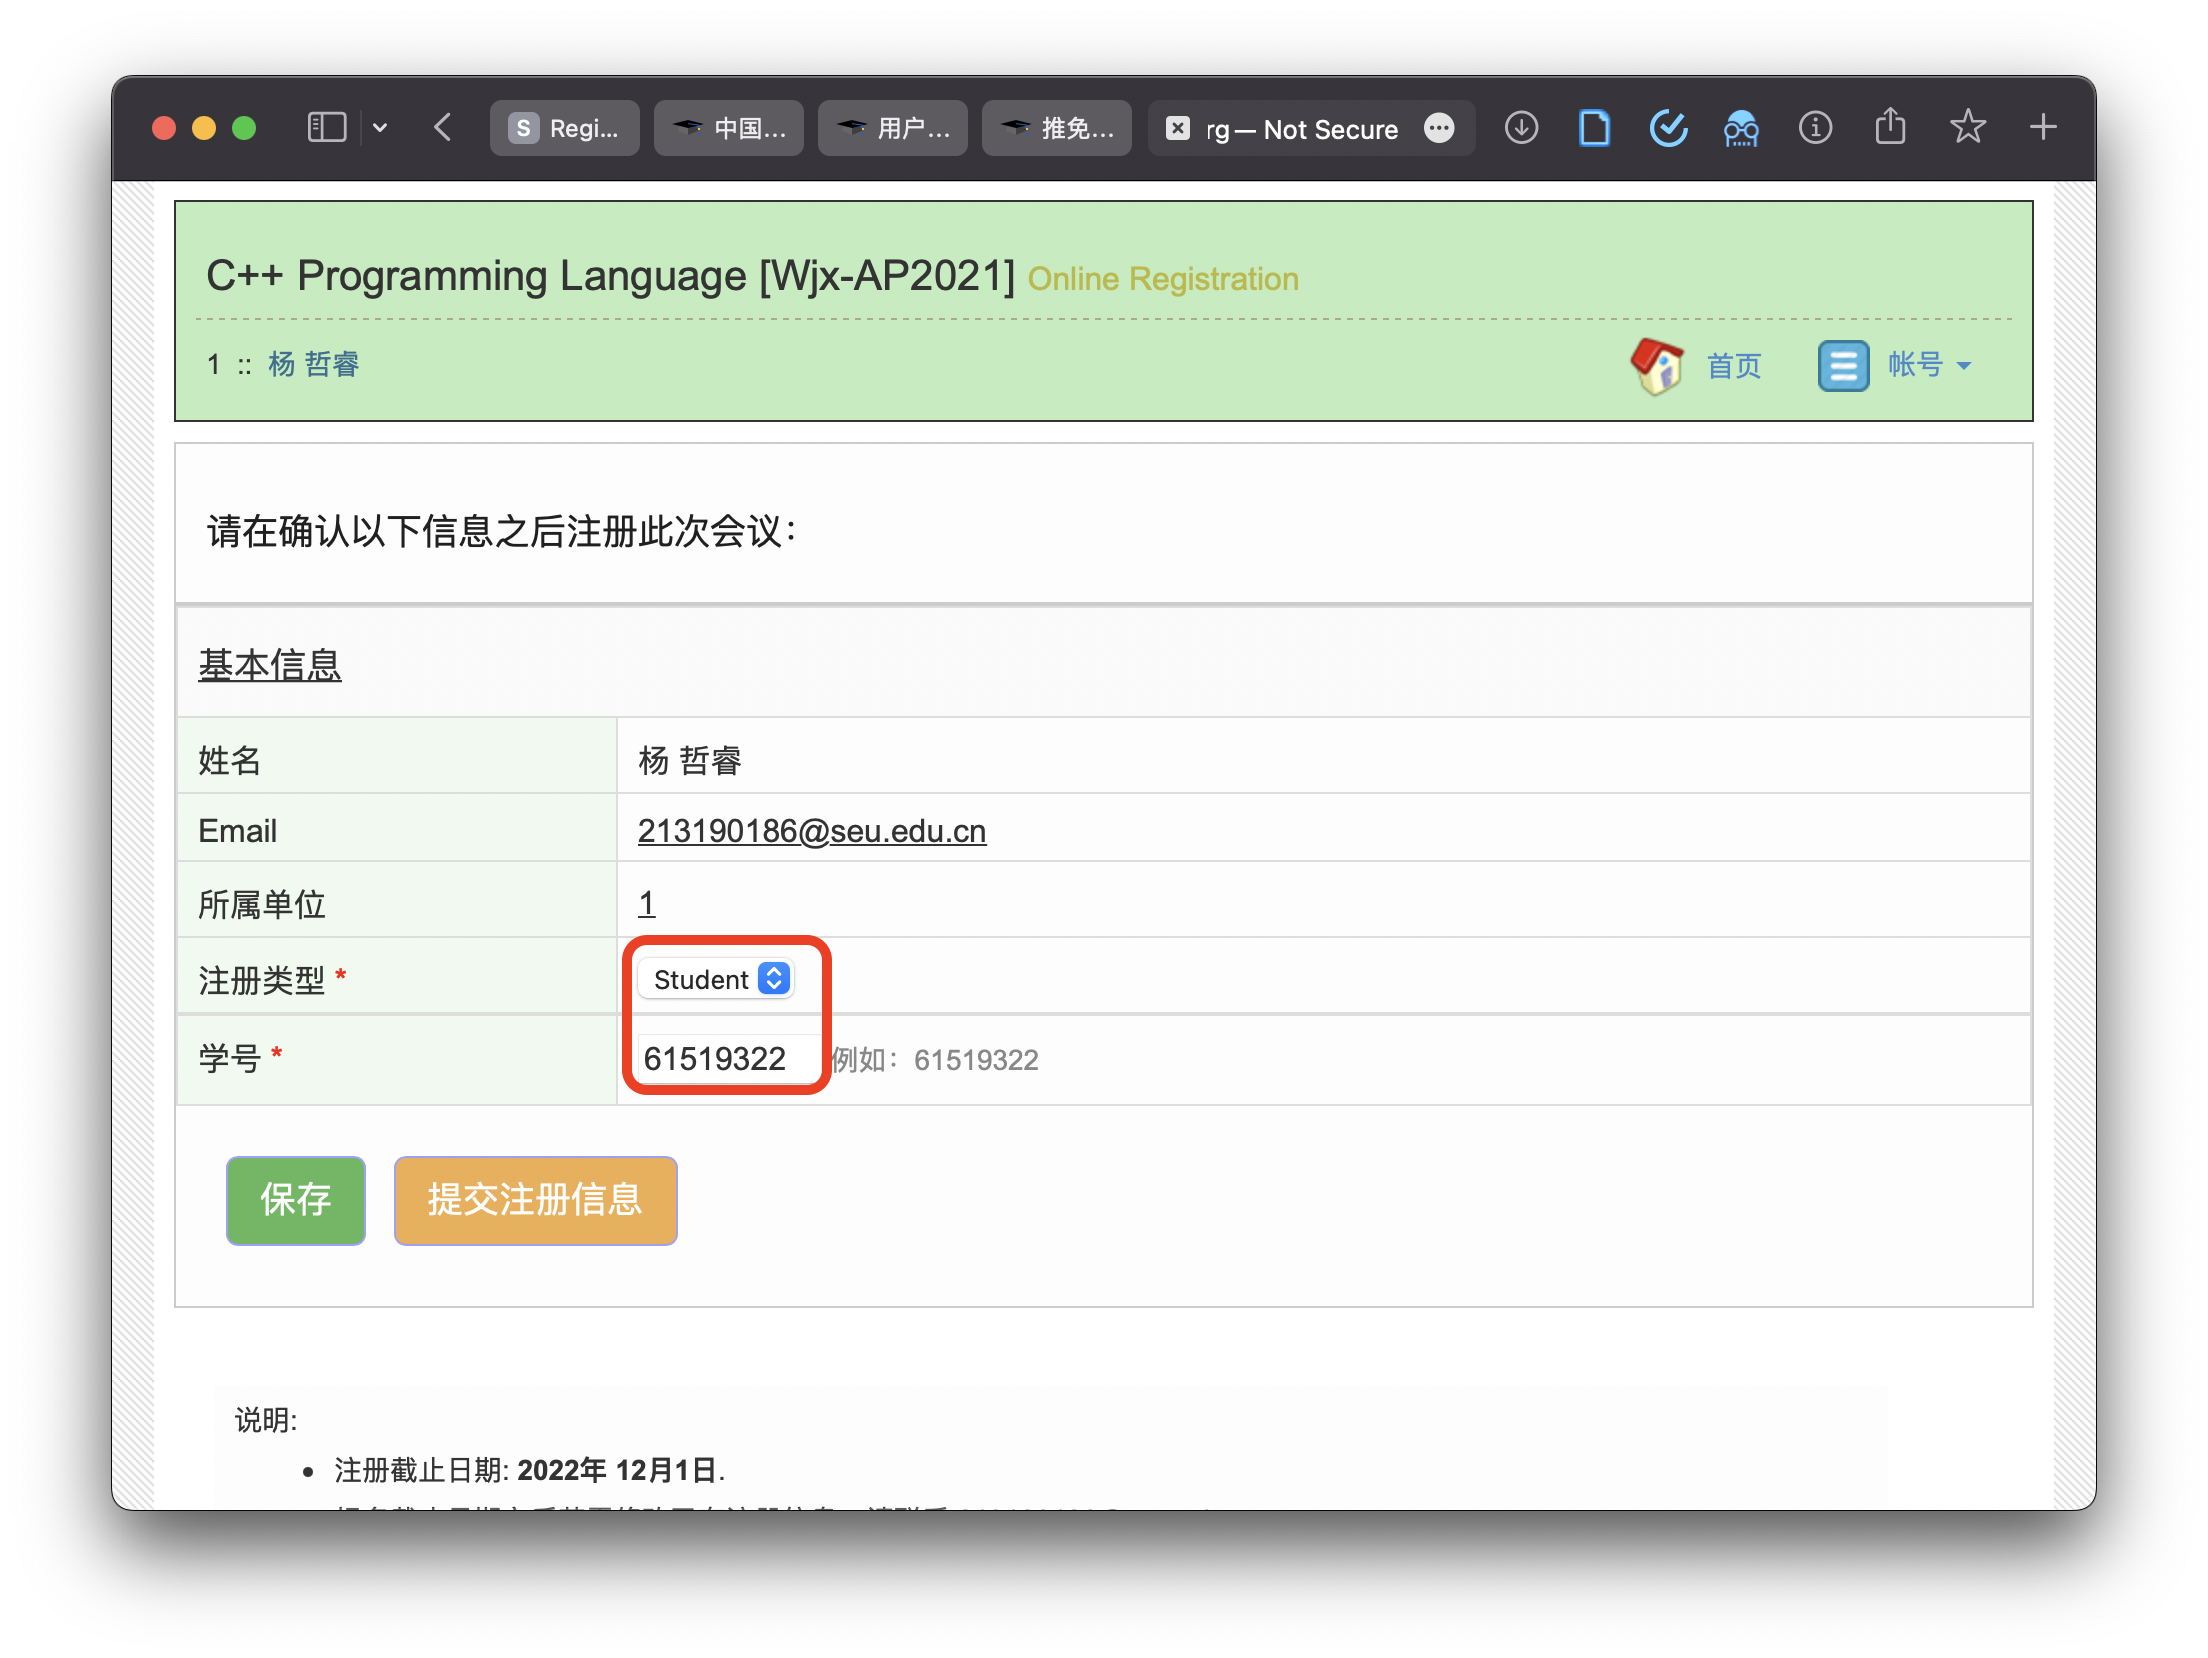 S Regi...
中国...
用户...
推免...
rg — Not Secure
C++ Programming Language [Wjx-AP2021] Online Registration
1 :: 杨 哲睿
首页
帐号
请在确认以下信息之后注册此次会议：
基本信息
姓名 杨 哲睿
Email 213190186@seu.edu.cn
所属单位 1
注册类型 * Student
学号 * 61519322 例如：61519322
保存 提交注册信息
说明:
• 注册截止日期: 2022年 12月1日.